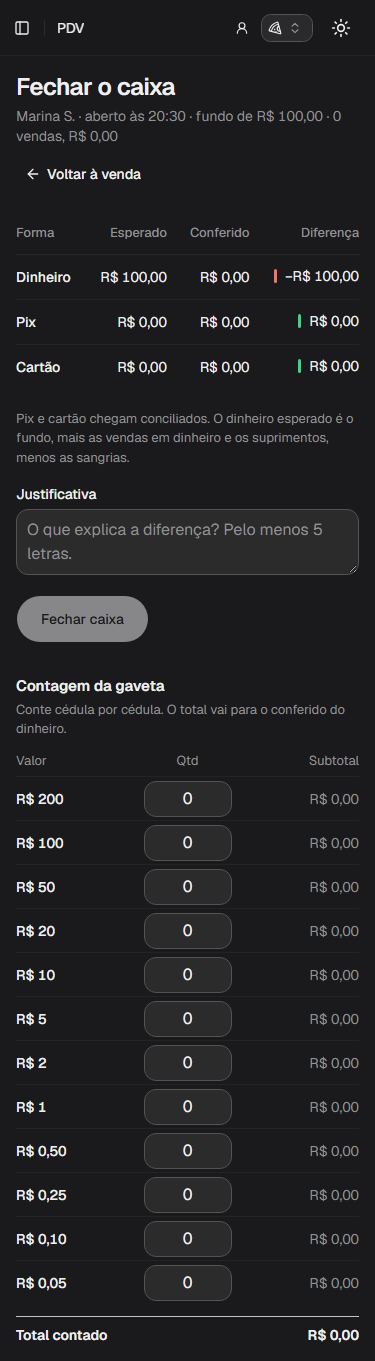 PDV
Fechar o caixa
Marina S. · aberto às 20:30 · fundo de R$ 100,00 · 0
vendas, R$ 0,00
← Voltar à venda
Forma Esperado Conferido Diferença
Dinheiro R$ 100,00 R$ 0,00 −R$ 100,00
Pix R$ 0,00 R$ 0,00 R$ 0,00
Cartão R$ 0,00 R$ 0,00 R$ 0,00
Pix e cartão chegam conciliados. O dinheiro esperado é o
fundo, mais as vendas em dinheiro e os suprimentos,
menos as sangrias.
Justificativa
O que explica a diferença? Pelo menos 5
letras.
Fechar caixa
Contagem da gaveta
Conte cédula por cédula. O total vai para o conferido do
dinheiro.
Valor Qtd Subtotal
R$ 200 0 R$ 0,00
R$ 100 0 R$ 0,00
R$ 50 0 R$ 0,00
R$ 20 0 R$ 0,00
R$ 10 0 R$ 0,00
R$ 5 0 R$ 0,00
R$ 2 0 R$ 0,00
R$ 1 0 R$ 0,00
R$ 0,50 0 R$ 0,00
R$ 0,25 0 R$ 0,00
R$ 0,10 0 R$ 0,00
R$ 0,05 0 R$ 0,00
Total contado R$ 0,00